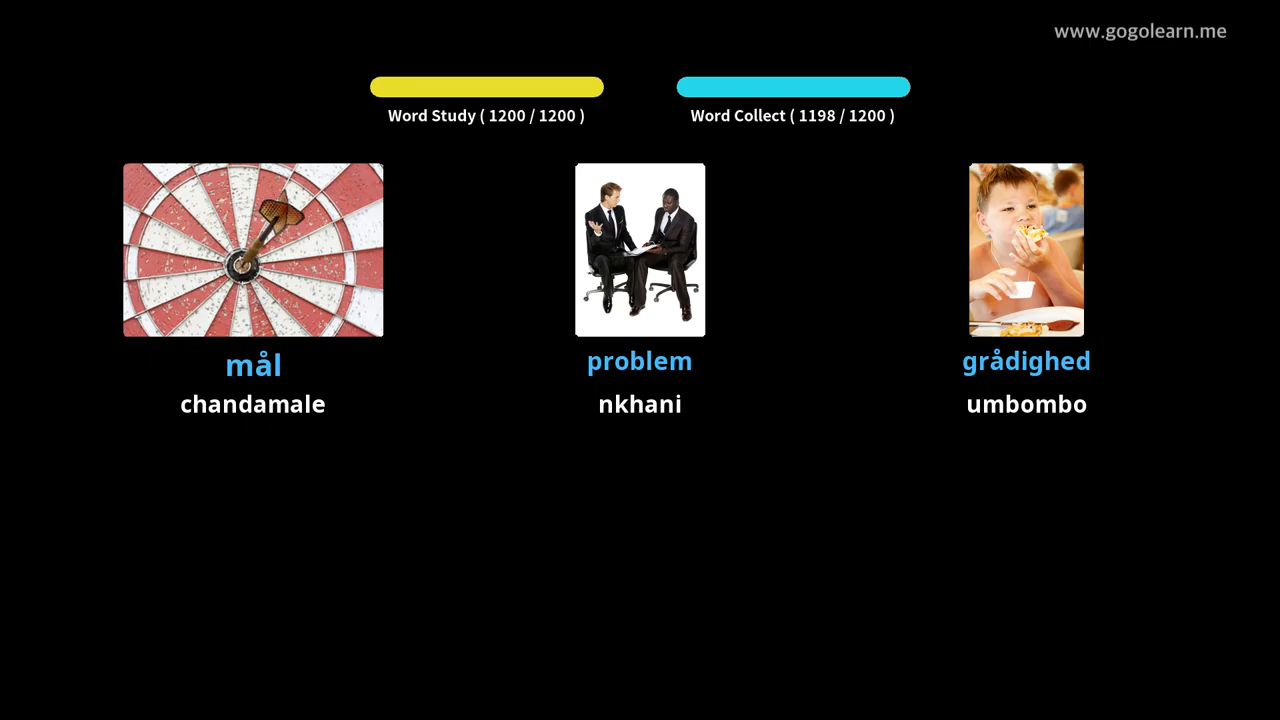 www.gogolearn.me
Word Study ( 1200 / 1200 )
Word Collect ( 1198 / 1200 )
mål
problem
grådighed
chandamale
nkhani
umbombo